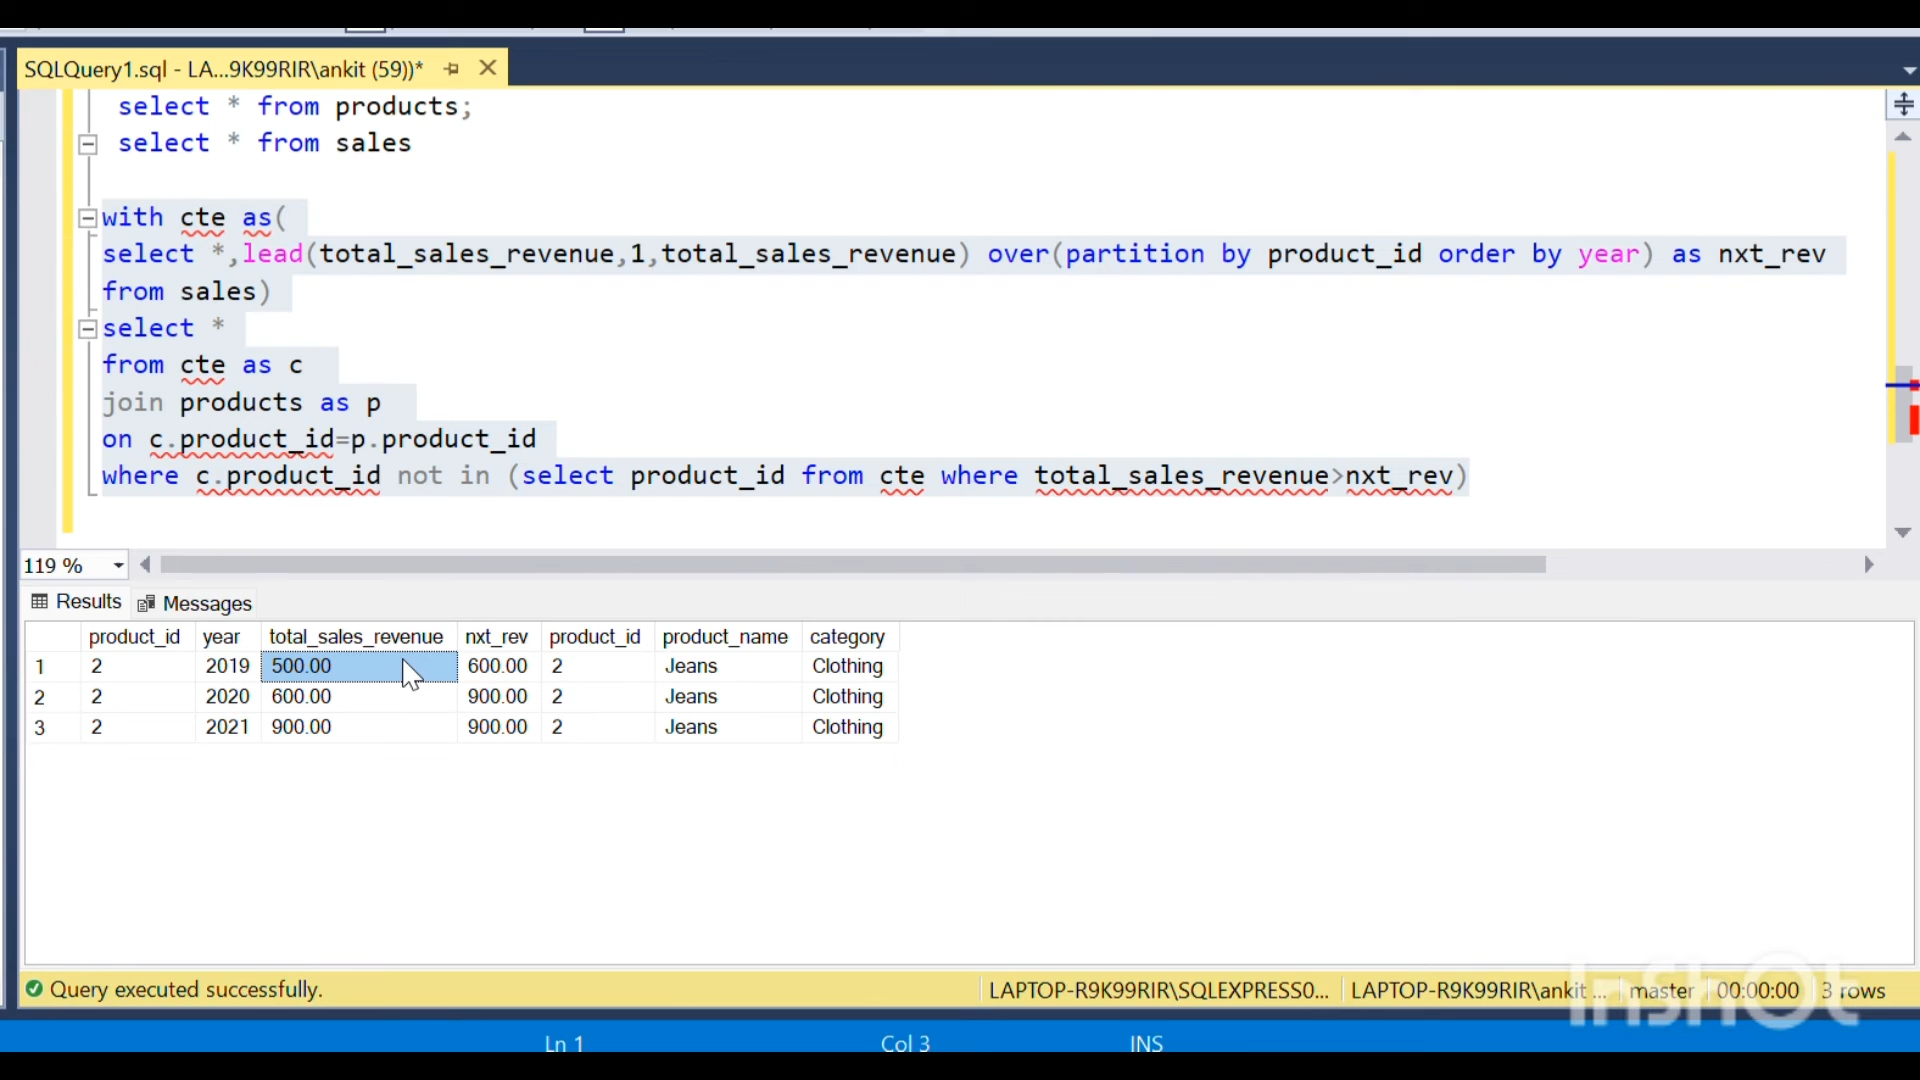 SQLQuery1.sql - LA...9K99RIR\ankit (59))*
select * from products;
select * from sales
with cte as(
select *,lead(total_sales_revenue,1,total_sales_revenue) over(partition by product_id order by year) as nxt_rev
from sales)
select *
from cte as c
join products as p
on c.product_id=p.product_id
where c.product_id not in (select product_id from cte where total_sales_revenue>nxt_rev)
119 %
Results Messages
product_id year total_sales_revenue nxt_rev product_id product_name category
1 2 2019 500.00 600.00 2 Jeans Clothing
2 2 2020 600.00 900.00 2 Jeans Clothing
3 2 2021 900.00 900.00 2 Jeans Clothing
Query executed successfully. LAPTOP-R9K99RIR\SQLEXPRESS0... LAPTOP-R9K99RIR\ankit ... master 00:00:00 3 rows
InShOt
Ln 1 Col 3 INS